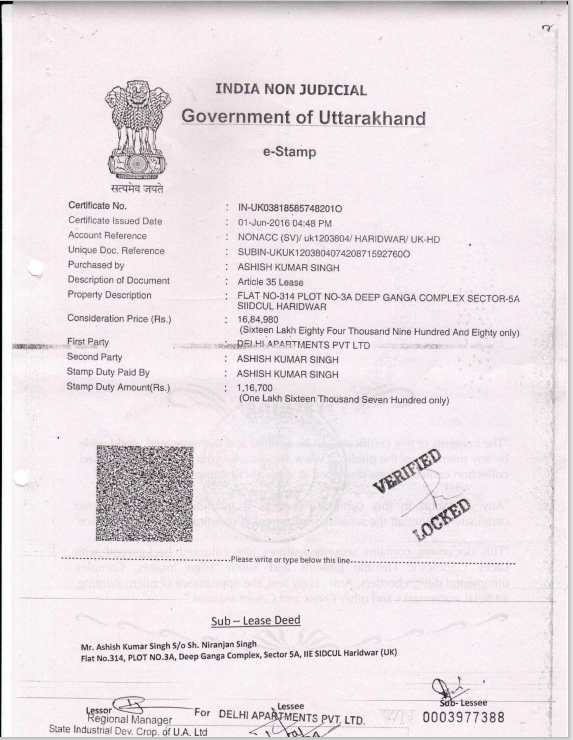 INDIA NON JUDICIAL
Government of Uttarakhand
e-Stamp
सत्यमेव जयते
Certificate No. : IN-UK03818585748201O
Certificate Issued Date : 01-Jun-2016 04:48 PM
Account Reference : NONACC (SV)/ uk1203804/ HARIDWAR/ UK-HD
Unique Doc. Reference : SUBIN-UKUK120380407420871592760O
Purchased by : ASHISH KUMAR SINGH
Description of Document : Article 35 Lease
Property Description : FLAT NO-314 PLOT NO-3A DEEP GANGA COMPLEX SECTOR-5A
SIIDCUL HARIDWAR
Consideration Price (Rs.) : 16,84,980
(Sixteen Lakh Eighty Four Thousand Nine Hundred And Eighty only)
First Party : DELHI APARTMENTS PVT LTD
Second Party : ASHISH KUMAR SINGH
Stamp Duty Paid By : ASHISH KUMAR SINGH
Stamp Duty Amount(Rs.) : 1,16,700
(One Lakh Sixteen Thousand Seven Hundred only)
VERIFIED
LOCKED
Please write or type below this line
Sub – Lease Deed
Mr. Ashish Kumar Singh S/o Sh. Niranjan Singh
Flat No.314, PLOT NO.3A, Deep Ganga Complex, Sector 5A, IIE SIDCUL Haridwar (UK)
Lessor Lessee Sub- Lessee
Regional Manager For DELHI APARTMENTS PVT. LTD. 0003977388
State Industrial Dev. Crop. of U.A. Ltd